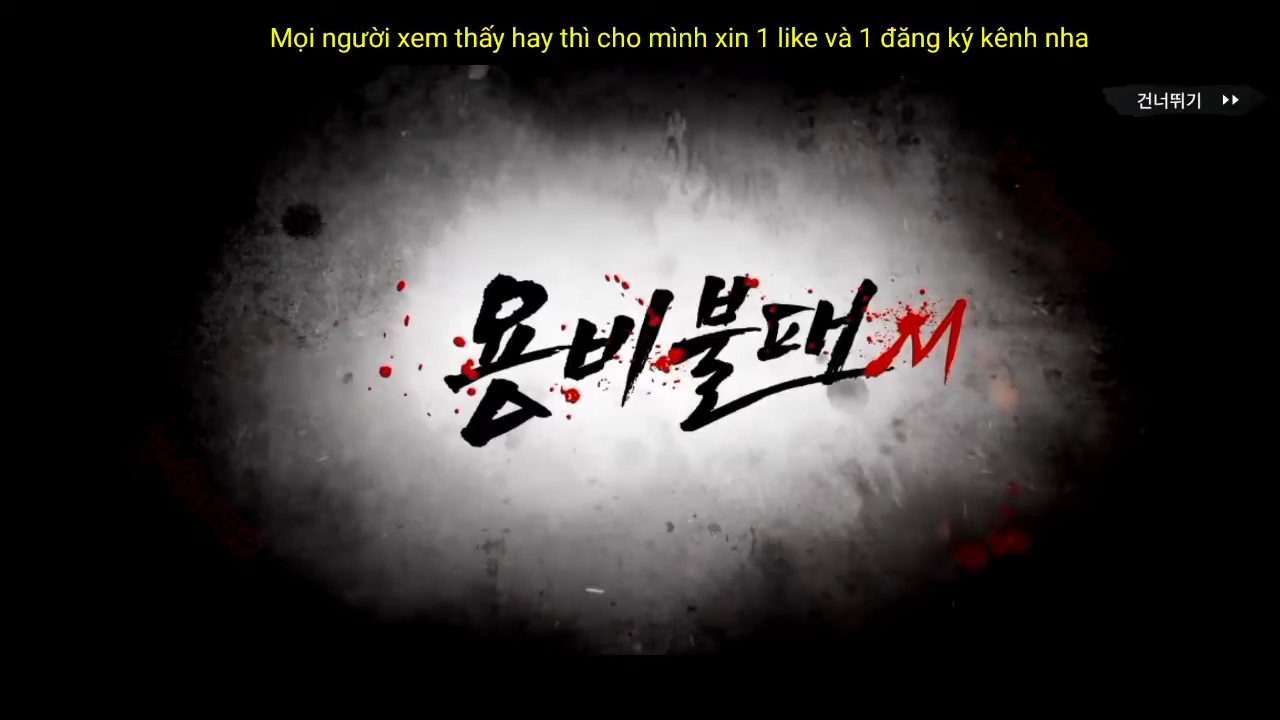 Mọi người xem thấy hay thì cho mình xin 1 like và 1 đăng ký kênh nha
건너뛰기
용비불패 M